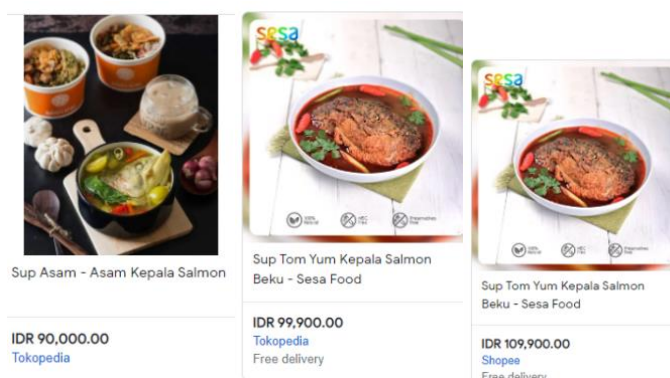 Sup Asam - Asam Kepala Salmon
IDR 90,000.00
Tokopedia
sesa
Sup Tom Yum Kepala Salmon
Beku - Sesa Food
IDR 99,900.00
Tokopedia
Free delivery
sesa
Sup Tom Yum Kepala Salmon
Beku - Sesa Food
IDR 109,900.00
Shopee
Free delivery